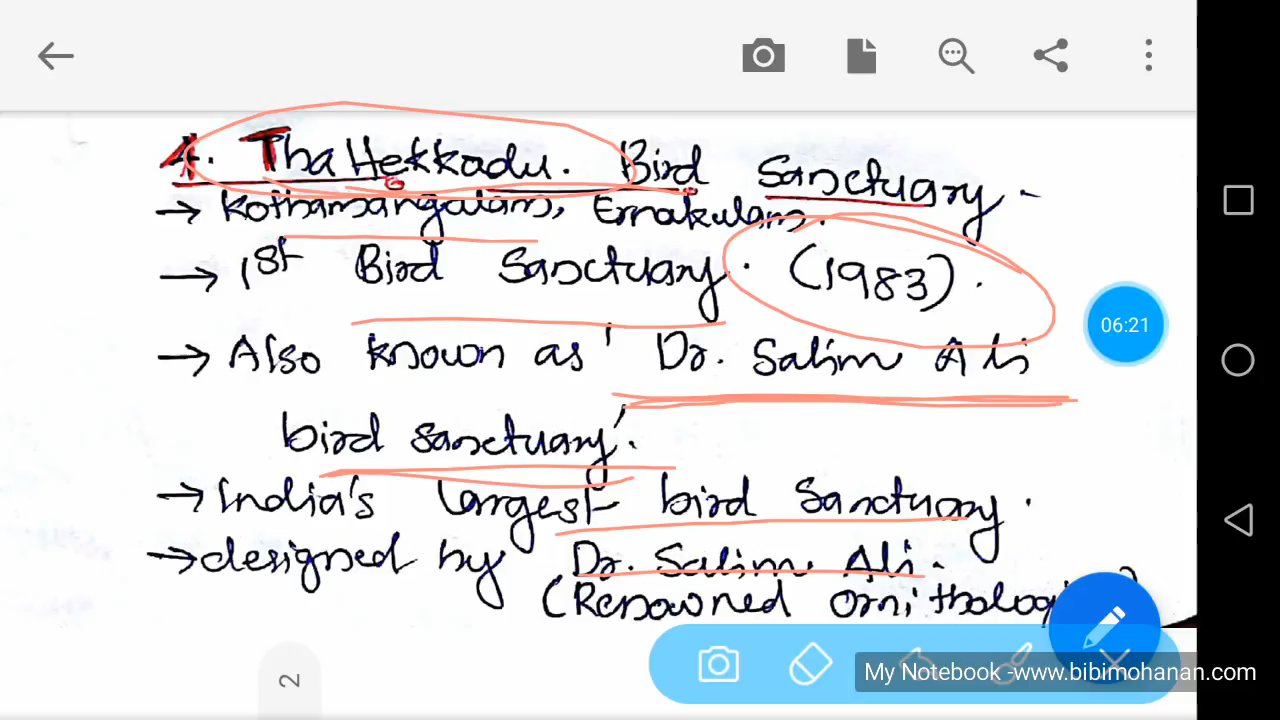 4. Thattekkadu. Bird Sanctuary -
→ Kothamangalam, Ernakulam.
→ 1st Bird Sanctuary. (1983).
06:21
→ Also known as 'Dr. Salim Ali
bird sanctuary'.
→ India's largest bird Sanctuary.
→ designed by Dr. Salim Ali.
(Renowned
2
My Notebook -www.bibimohanan.com